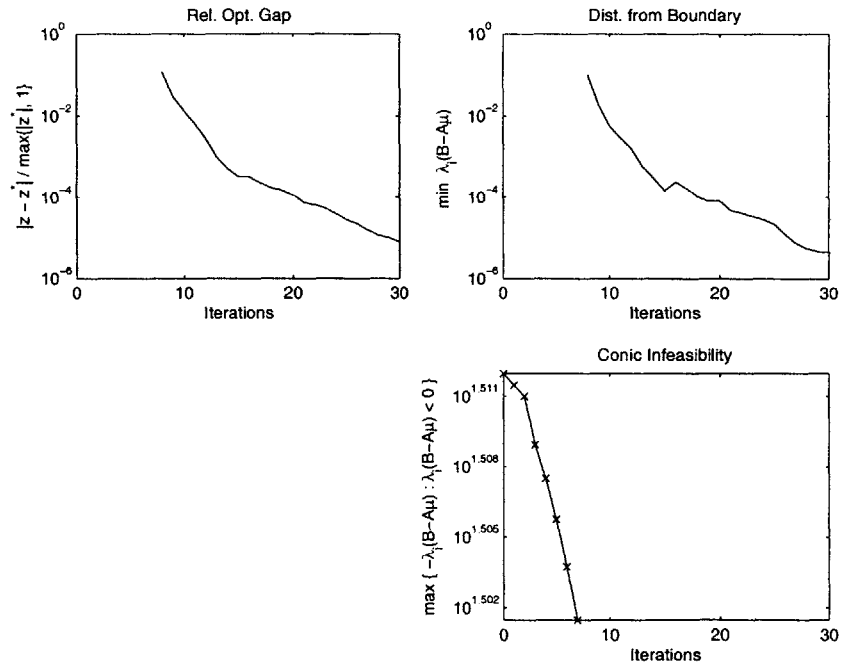 Rel. Opt. Gap
|z − z*| / max{|z*|, 1}
10^0
10^-2
10^-4
10^-6
0
10
20
30
Iterations
Dist. from Boundary
min λ_i(B−Aμ)
10^0
10^-2
10^-4
10^-6
0
10
20
30
Iterations
Conic Infeasibility
max { −λ_i(B−Aμ) : λ_i(B−Aμ) < 0 }
10^1.511
10^1.508
10^1.505
10^1.502
0
10
20
30
Iterations